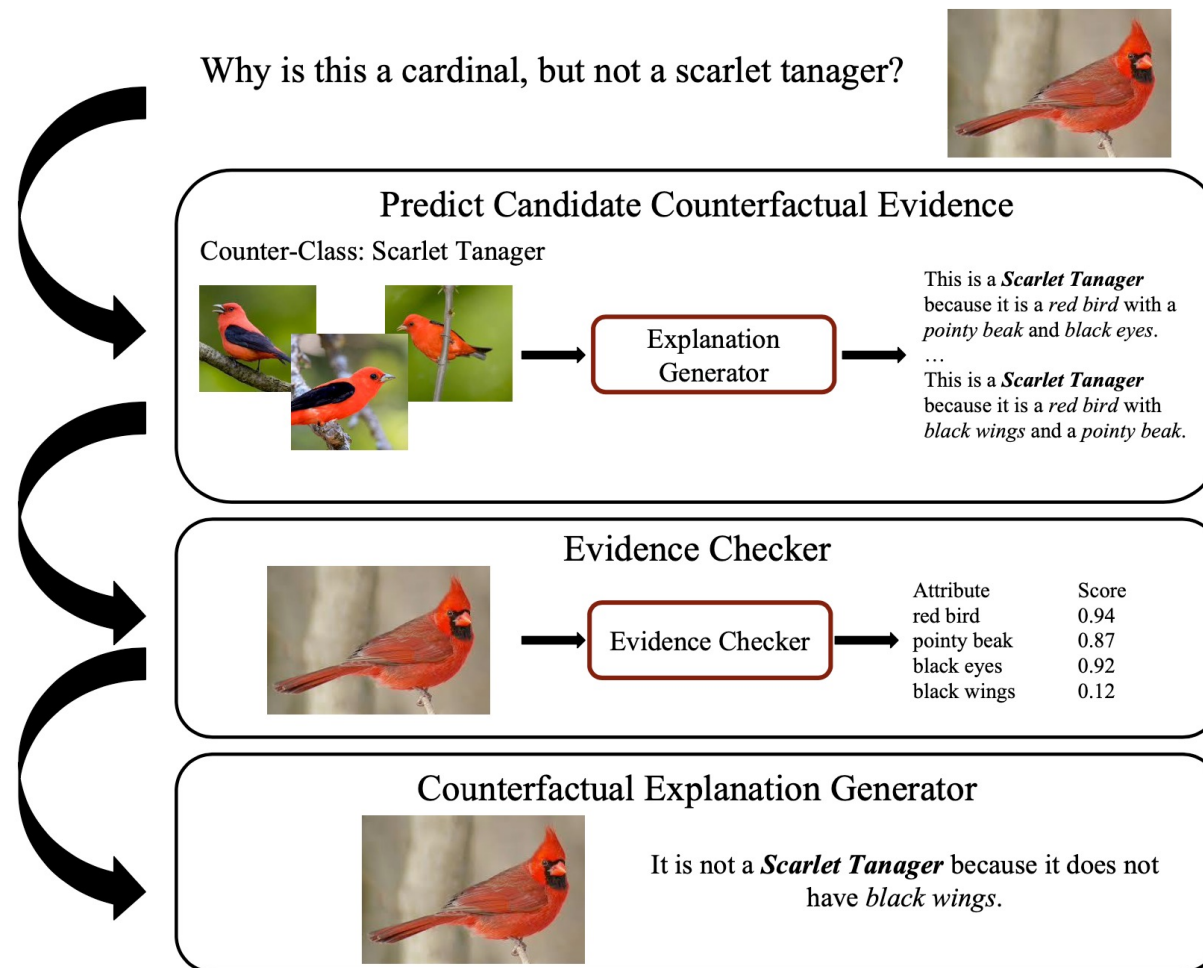 Why is this a cardinal, but not a scarlet tanager?
Predict Candidate Counterfactual Evidence
Counter-Class: Scarlet Tanager
Explanation
Generator
This is a Scarlet Tanager
because it is a red bird with a
pointy beak and black eyes.
…
This is a Scarlet Tanager
because it is a red bird with
black wings and a pointy beak.
Evidence Checker
Evidence Checker
Attribute Score
red bird 0.94
pointy beak 0.87
black eyes 0.92
black wings 0.12
Counterfactual Explanation Generator
It is not a Scarlet Tanager because it does not
have black wings.